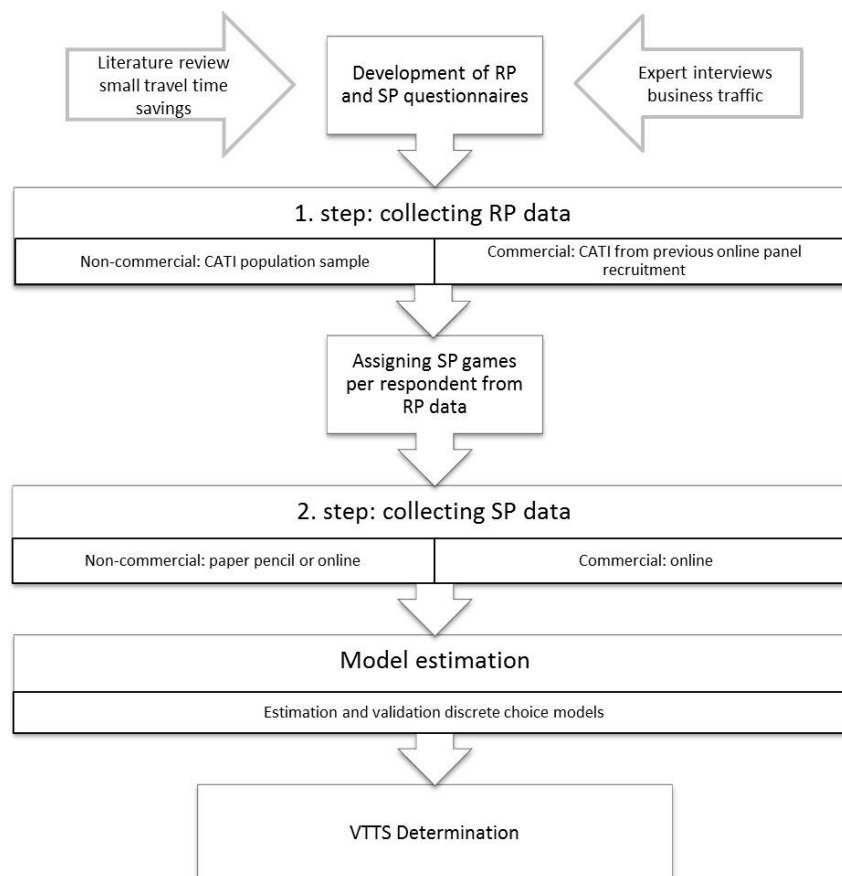 Literature review
small travel time
savings
Development of RP
and SP questionnaires
Expert interviews
business traffic
1. step: collecting RP data
Non-commercial: CATI population sample
Commercial: CATI from previous online panel
recruitment
Assigning SP games
per respondent from
RP data
2. step: collecting SP data
Non-commercial: paper pencil or online
Commercial: online
Model estimation
Estimation and validation discrete choice models
VTTS Determination